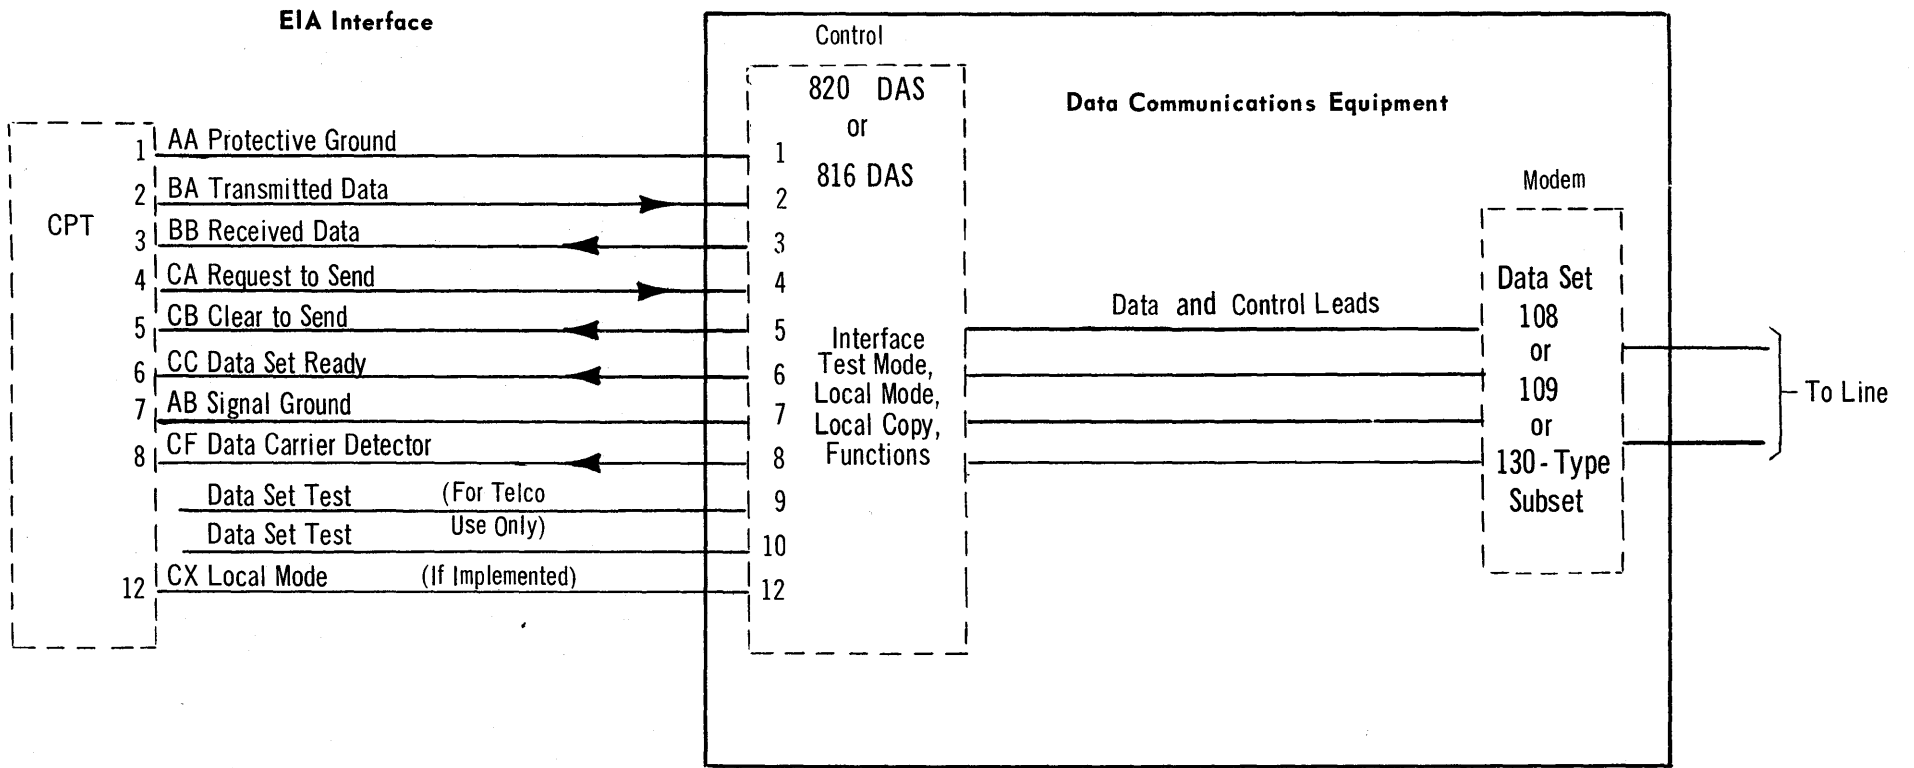 EIA Interface
Control
820 DAS
or
816 DAS
Data Communications Equipment
CPT
1 AA Protective Ground 1
2 BA Transmitted Data 2
3 BB Received Data 3
4 CA Request to Send 4
5 CB Clear to Send 5
6 CC Data Set Ready 6
7 AB Signal Ground 7
8 CF Data Carrier Detector 8
Data Set Test (For Telco 9
Use Only)
Data Set Test 10
12 CX Local Mode (If Implemented) 12
Interface
Test Mode,
Local Mode,
Local Copy,
Functions
Data and Control Leads
Modem
Data Set
108
or
109
or
130-Type
Subset
To Line